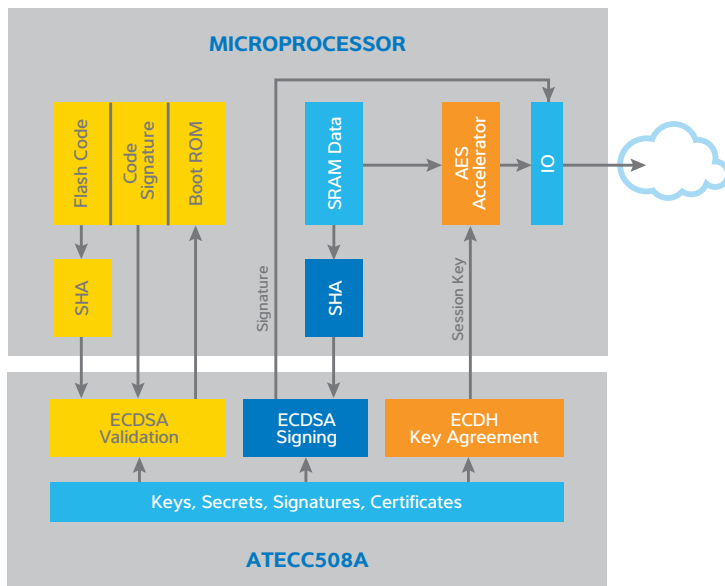 MICROPROCESSOR
Flash Code
Code
Signature
Boot ROM
SRAM Data
AES
Accelerator
IO
SHA
Signature
SHA
Session Key
ECDSA
Validation
ECDSA
Signing
ECDH
Key Agreement
Keys, Secrets, Signatures, Certificates
ATECC508A